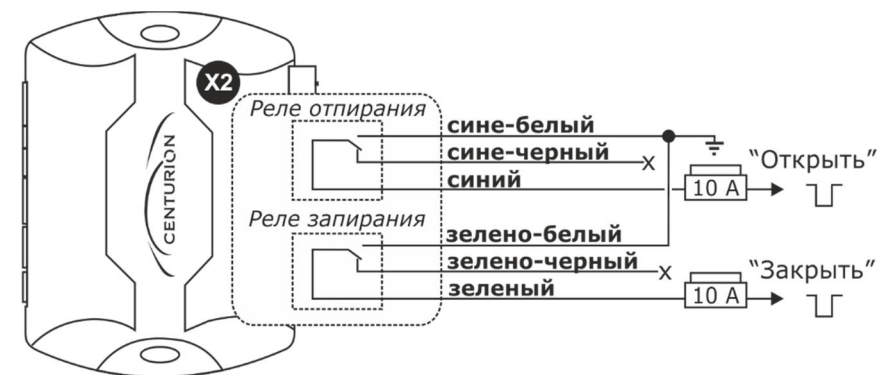 X2
CENTURION
Реле отпирания
сине-белый
сине-черный
x
синий
10 А
“Открыть”
Реле запирания
зелено-белый
зелено-черный
x
зеленый
10 А
“Закрыть”